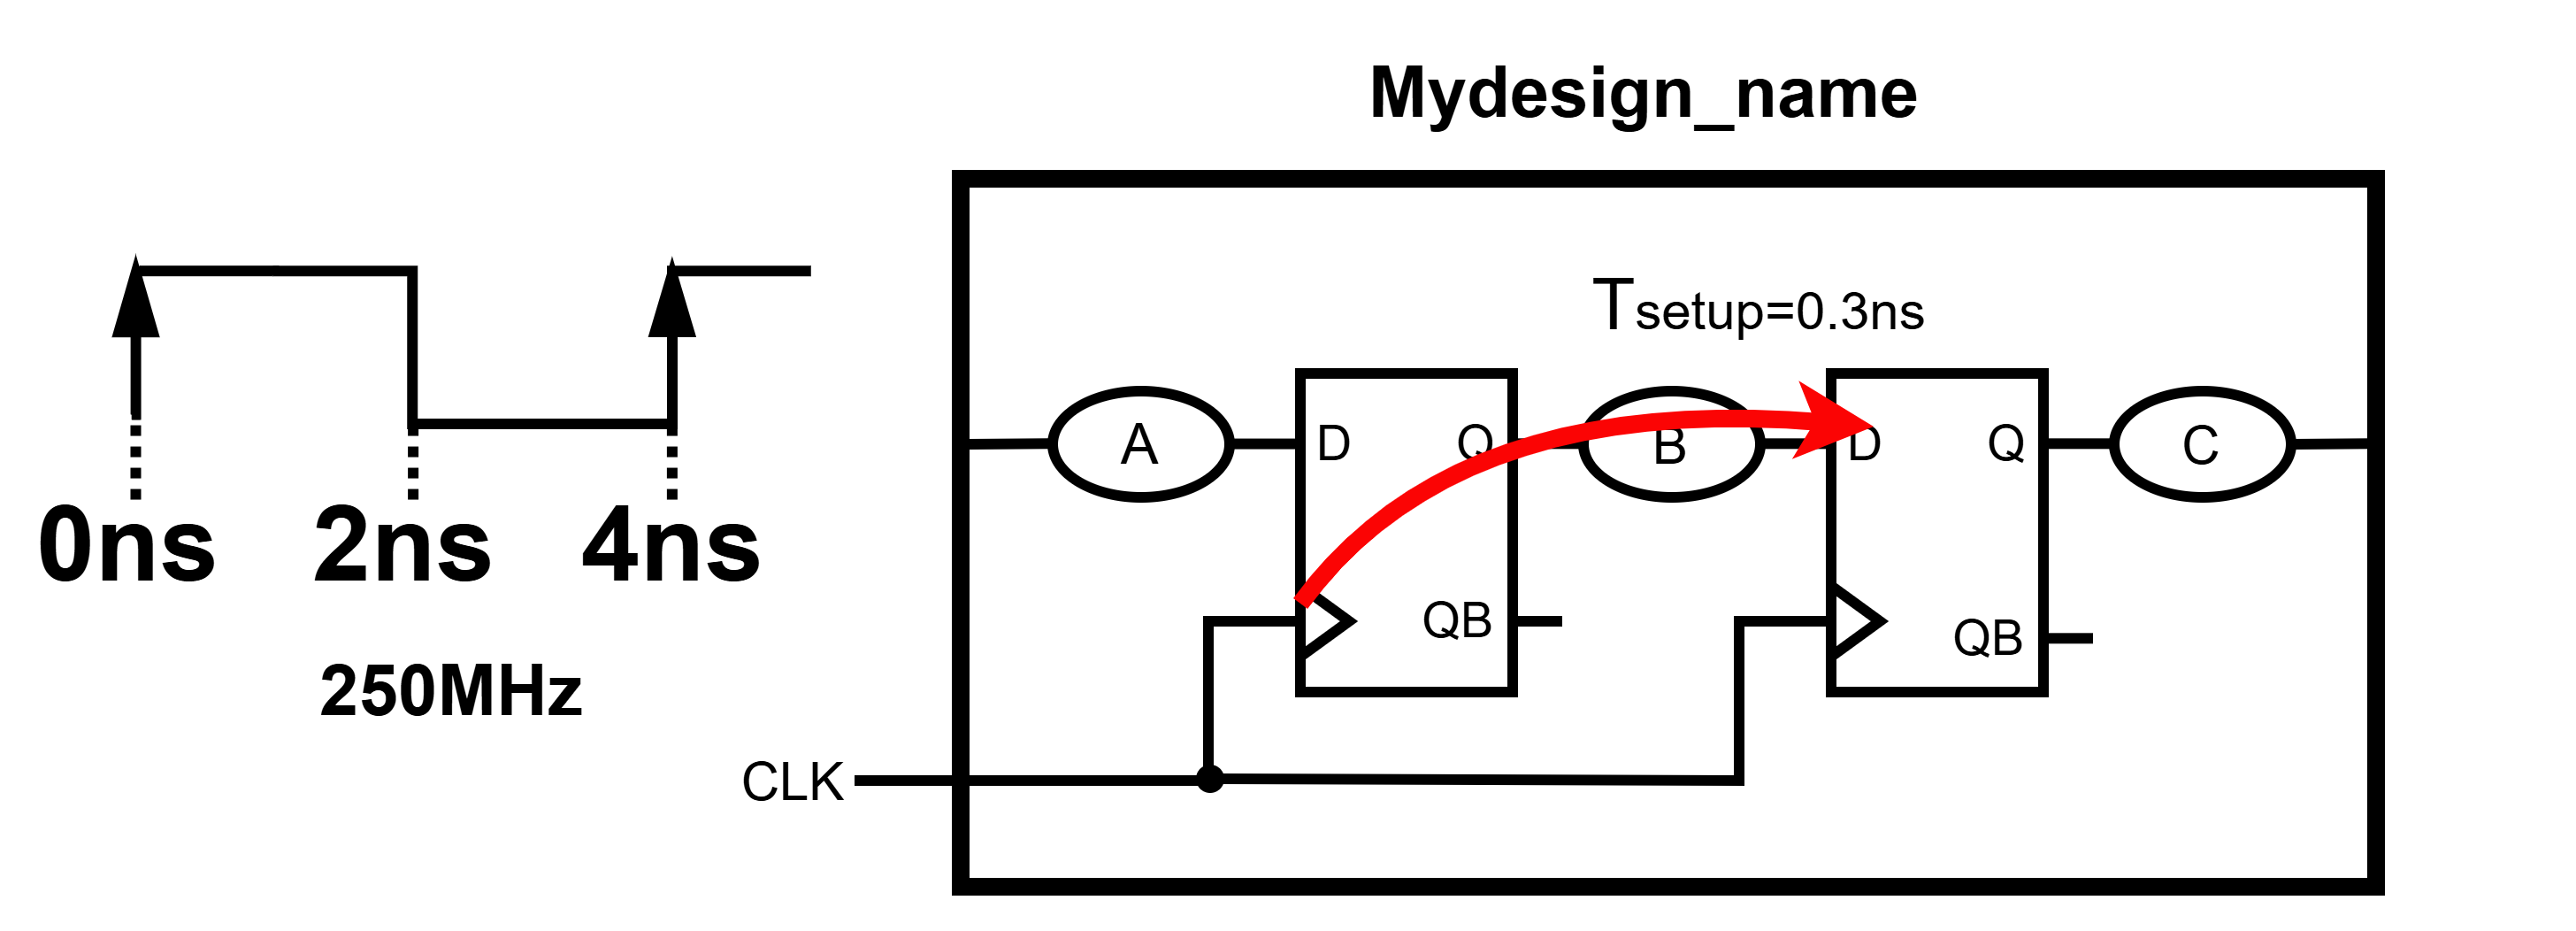 Mydesign_name
Tsetup=0.3ns
A
D
Q
B
D
Q
C
0ns
2ns
4ns
QB
QB
250MHz
CLK